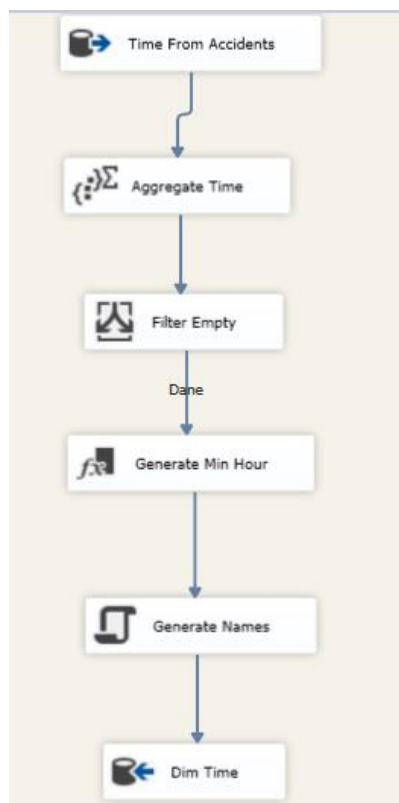 Time From Accidents
Aggregate Time
Filter Empty
Dane
Generate Min Hour
Generate Names
Dim Time